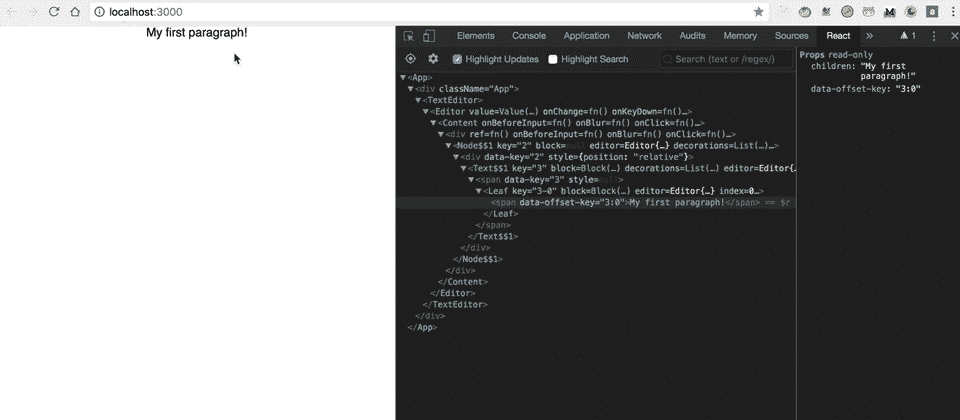 localhost:3000
My first paragraph!
Elements Console Application Network Audits Memory Sources React » 1
Highlight Updates Highlight Search Search (text or /regex/)
<App>
<div className="App">
<TextEditor>
<Editor value=Value(…) onChange=fn() onKeyDown=fn()…>
<Content onBeforeInput=fn() onBlur=fn() onClick=fn()…>
<div ref=fn() onBeforeInput=fn() onBlur=fn() onClick=fn()…>
<Node$$1 key="2" block=null editor=Editor{…} decorations=List(…)…>
<div data-key="2" style={position: "relative"}>
<Text$$1 key="3" block=Block(…) decorations=List(…) editor=Editor{…
<span data-key="3" style=null>
<Leaf key="3-0" block=Block(…) editor=Editor{…} index=0…>
<span data-offset-key="3:0">My first paragraph!</span> == $r
</Leaf>
</span>
</Text$$1>
</div>
</Node$$1>
</div>
</Content>
</Editor>
</TextEditor>
</div>
</App>
Props read-only
children: "My first
paragraph!"
data-offset-key: "3:0"